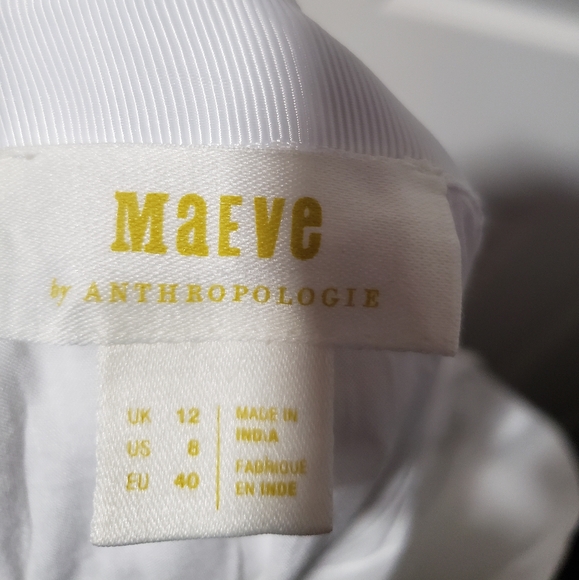 MaEve
by ANTHROPOLOGIE
UK 12
US 8
EU 40
MADE IN
INDIA
FABRIQUE
EN INDE